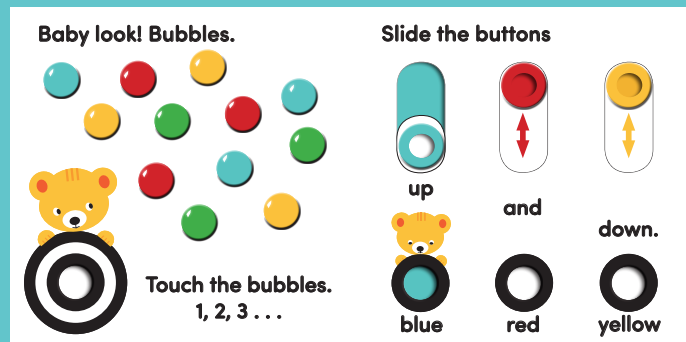 Baby look! Bubbles.
Touch the bubbles.
1, 2, 3 . . .
Slide the buttons
up
and
down.
blue
red
yellow